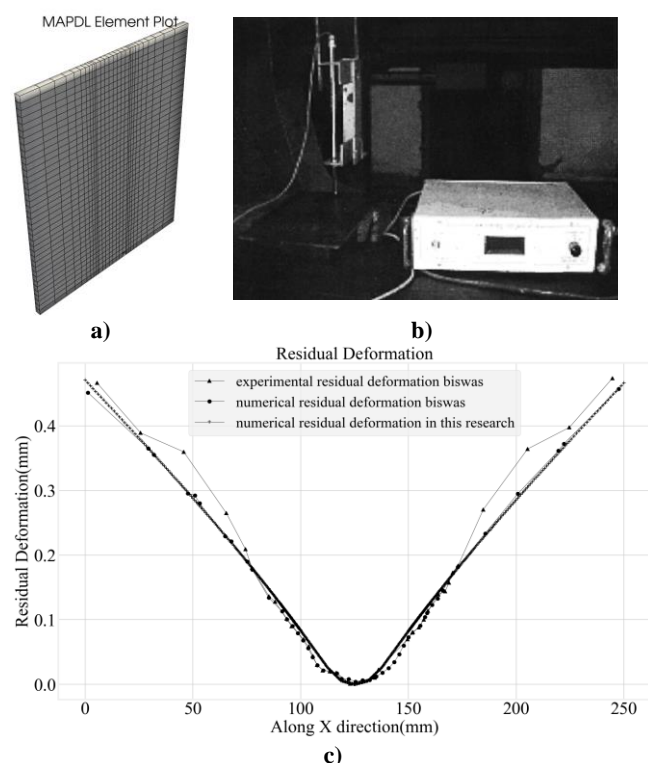 MAPDL Element Plot
a)
b)
Residual Deformation
experimental residual deformation biswas
numerical residual deformation biswas
numerical residual deformation in this research
Residual Deformation(mm)
0.4
0.3
0.2
0.1
0.0
0
50
100
150
200
250
Along X direction(mm)
c)